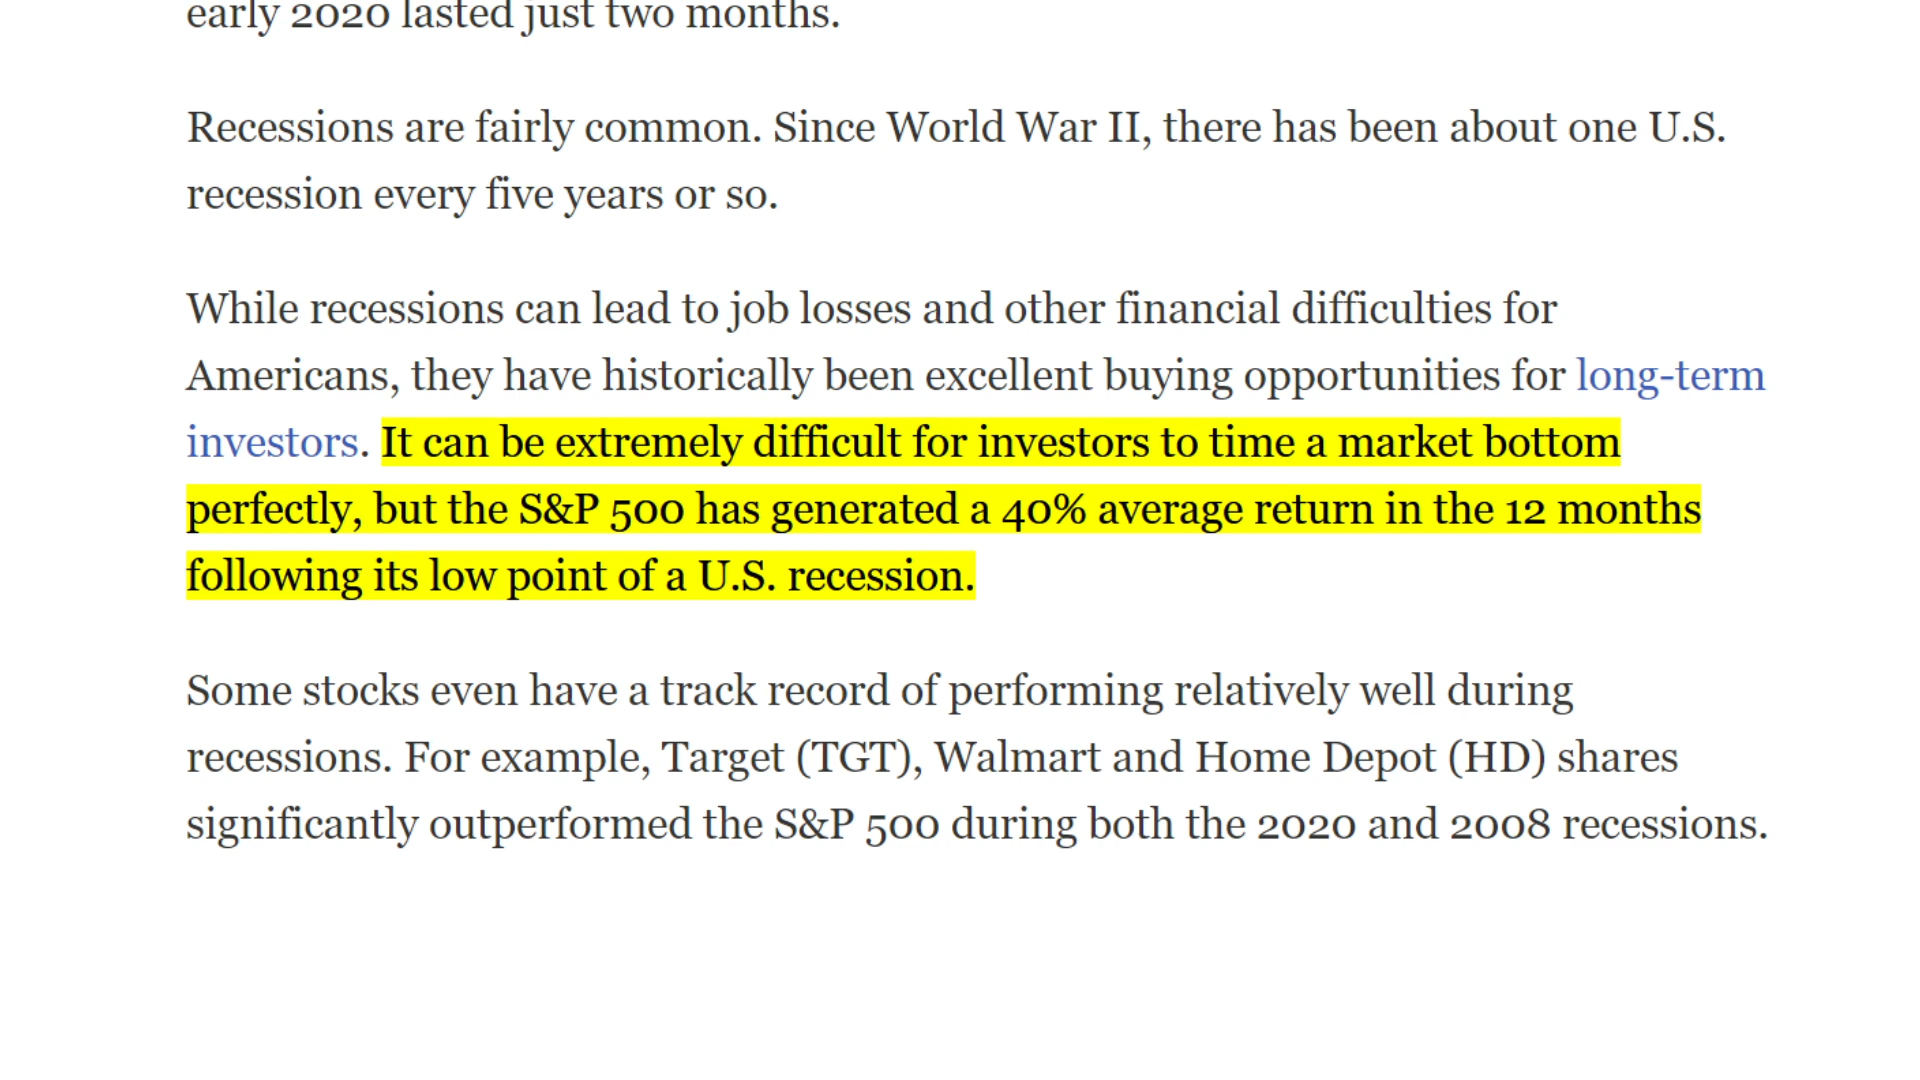 early 2020 lasted just two months.
Recessions are fairly common. Since World War II, there has been about one U.S.
recession every five years or so.
While recessions can lead to job losses and other financial difficulties for
Americans, they have historically been excellent buying opportunities for long-term
investors. It can be extremely difficult for investors to time a market bottom
perfectly, but the S&P 500 has generated a 40% average return in the 12 months
following its low point of a U.S. recession.
Some stocks even have a track record of performing relatively well during
recessions. For example, Target (TGT), Walmart and Home Depot (HD) shares
significantly outperformed the S&P 500 during both the 2020 and 2008 recessions.